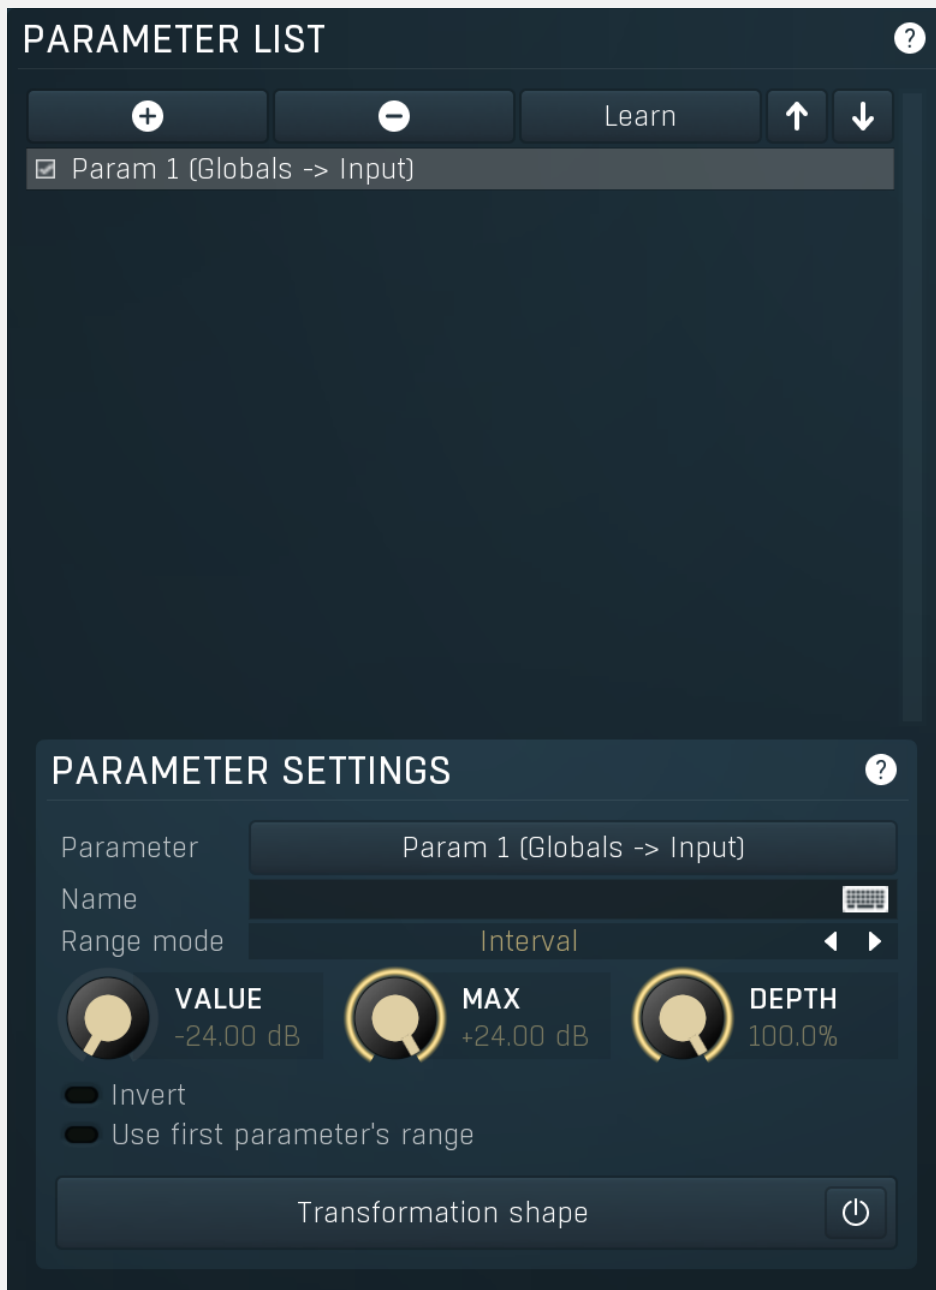 PARAMETER LIST ?
Learn
Param 1 (Globals -> Input)
PARAMETER SETTINGS ?
Parameter Param 1 (Globals -> Input)
Name
Range mode Interval
VALUE MAX DEPTH
-24.00 dB +24.00 dB 100.0%
Invert
Use first parameter's range
Transformation shape